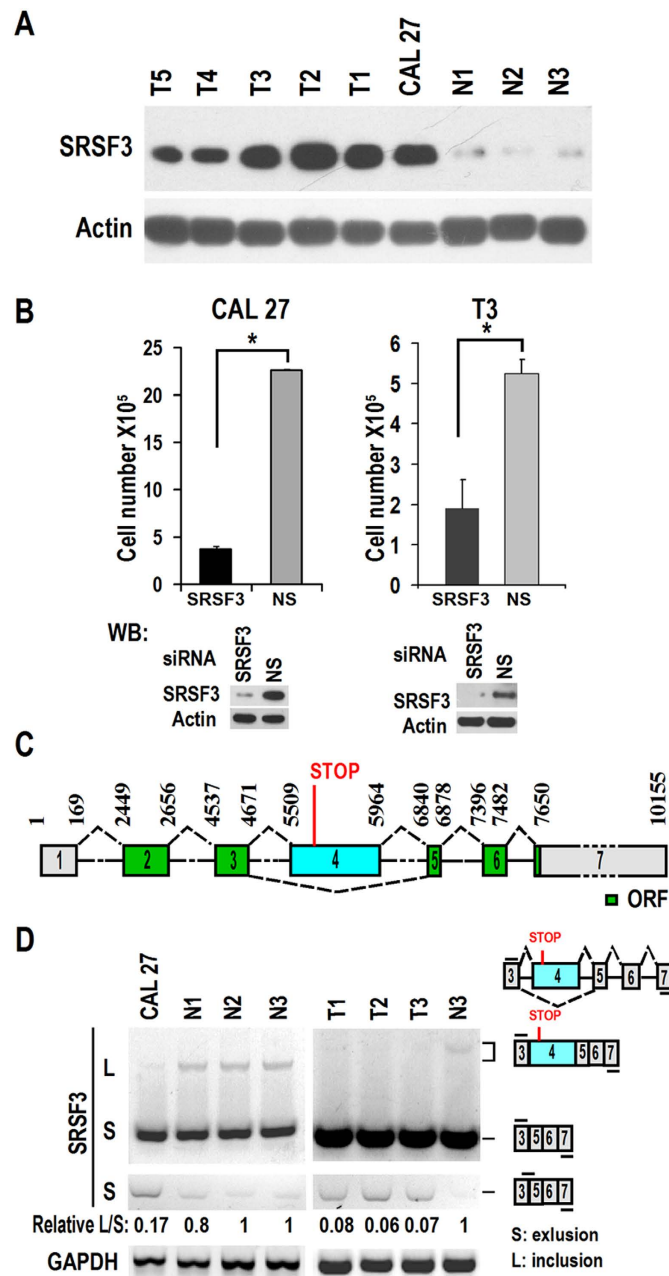 A
T5 T4 T3 T2 T1 CAL 27 N1 N2 N3
SRSF3
Actin
B
CAL 27
Cell number X10⁵
25
20
15
10
5
0
*
SRSF3 NS
WB:
siRNA SRSF3 NS
SRSF3
Actin
T3
Cell number X10⁵
6
5
4
3
2
1
0
*
SRSF3 NS
siRNA SRSF3 NS
SRSF3
Actin
C
STOP
1 169 2449 2656 4537 4671 5509 5964 6840 6878 7396 7482 7650 10155
1 2 3 4 5 6 7
ORF
D
CAL 27 N1 N2 N3 T1 T2 T3 N3
SRSF3
L
S
S
Relative L/S: 0.17 0.8 1 1 0.08 0.06 0.07 1
GAPDH
STOP
3 4 5 6 7
STOP
3 4 5 6 7
3 5 6 7
3 5 6 7
S: exlusion
L: inclusion